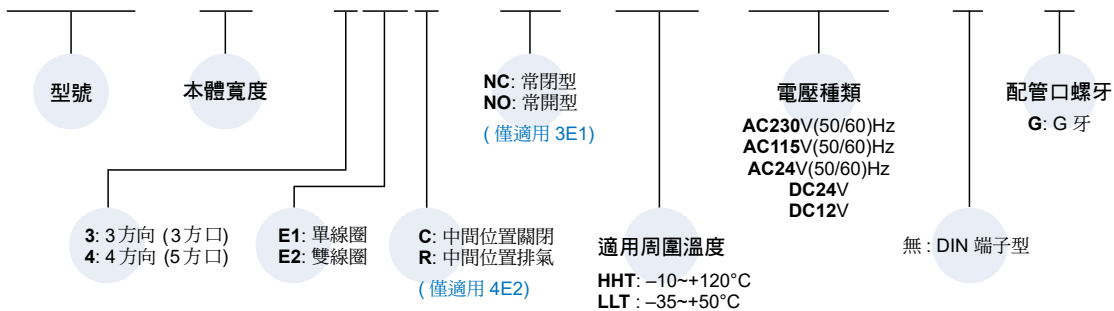 型號
本體寬度
NC: 常閉型
NO: 常開型
( 僅適用 3E1)
電壓種類
AC230V(50/60)Hz
AC115V(50/60)Hz
AC24V(50/60)Hz
DC24V
DC12V
配管口螺牙
G: G 牙
3: 3方向 (3方口)
4: 4方向 (5方口)
E1: 單線圈
E2: 雙線圈
C: 中間位置關閉
R: 中間位置排氣
( 僅適用 4E2)
適用周圍溫度
HHT: –10~+120°C
LLT: –35~+50°C
無 : DIN 端子型